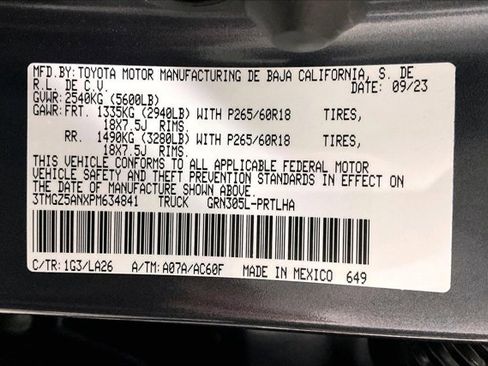 MFD.BY:TOYOTA MOTOR MANUFACTURING DE BAJA CALIFORNIA, S. DE
R.L. DE C.V. DATE: 09/23
GVWR: 2540KG (5600LB)
GAWR: FRT. 1335KG (2940LB) WITH P265/60R18 TIRES,
18X7.5J RIMS.
RR. 1490KG (3280LB) WITH P265/60R18 TIRES,
18X7.5J RIMS.
THIS VEHICLE CONFORMS TO ALL APPLICABLE FEDERAL MOTOR
VEHICLE SAFETY AND THEFT PREVENTION STANDARDS IN EFFECT ON
THE DATE OF MANUFACTURE SHOWN ABOVE.
3TMGZ5ANXPM634841 TRUCK GRN305L-PRTLHA
C/TR: 1G3/LA26 A/TM: A07A/AC60F MADE IN MEXICO 649